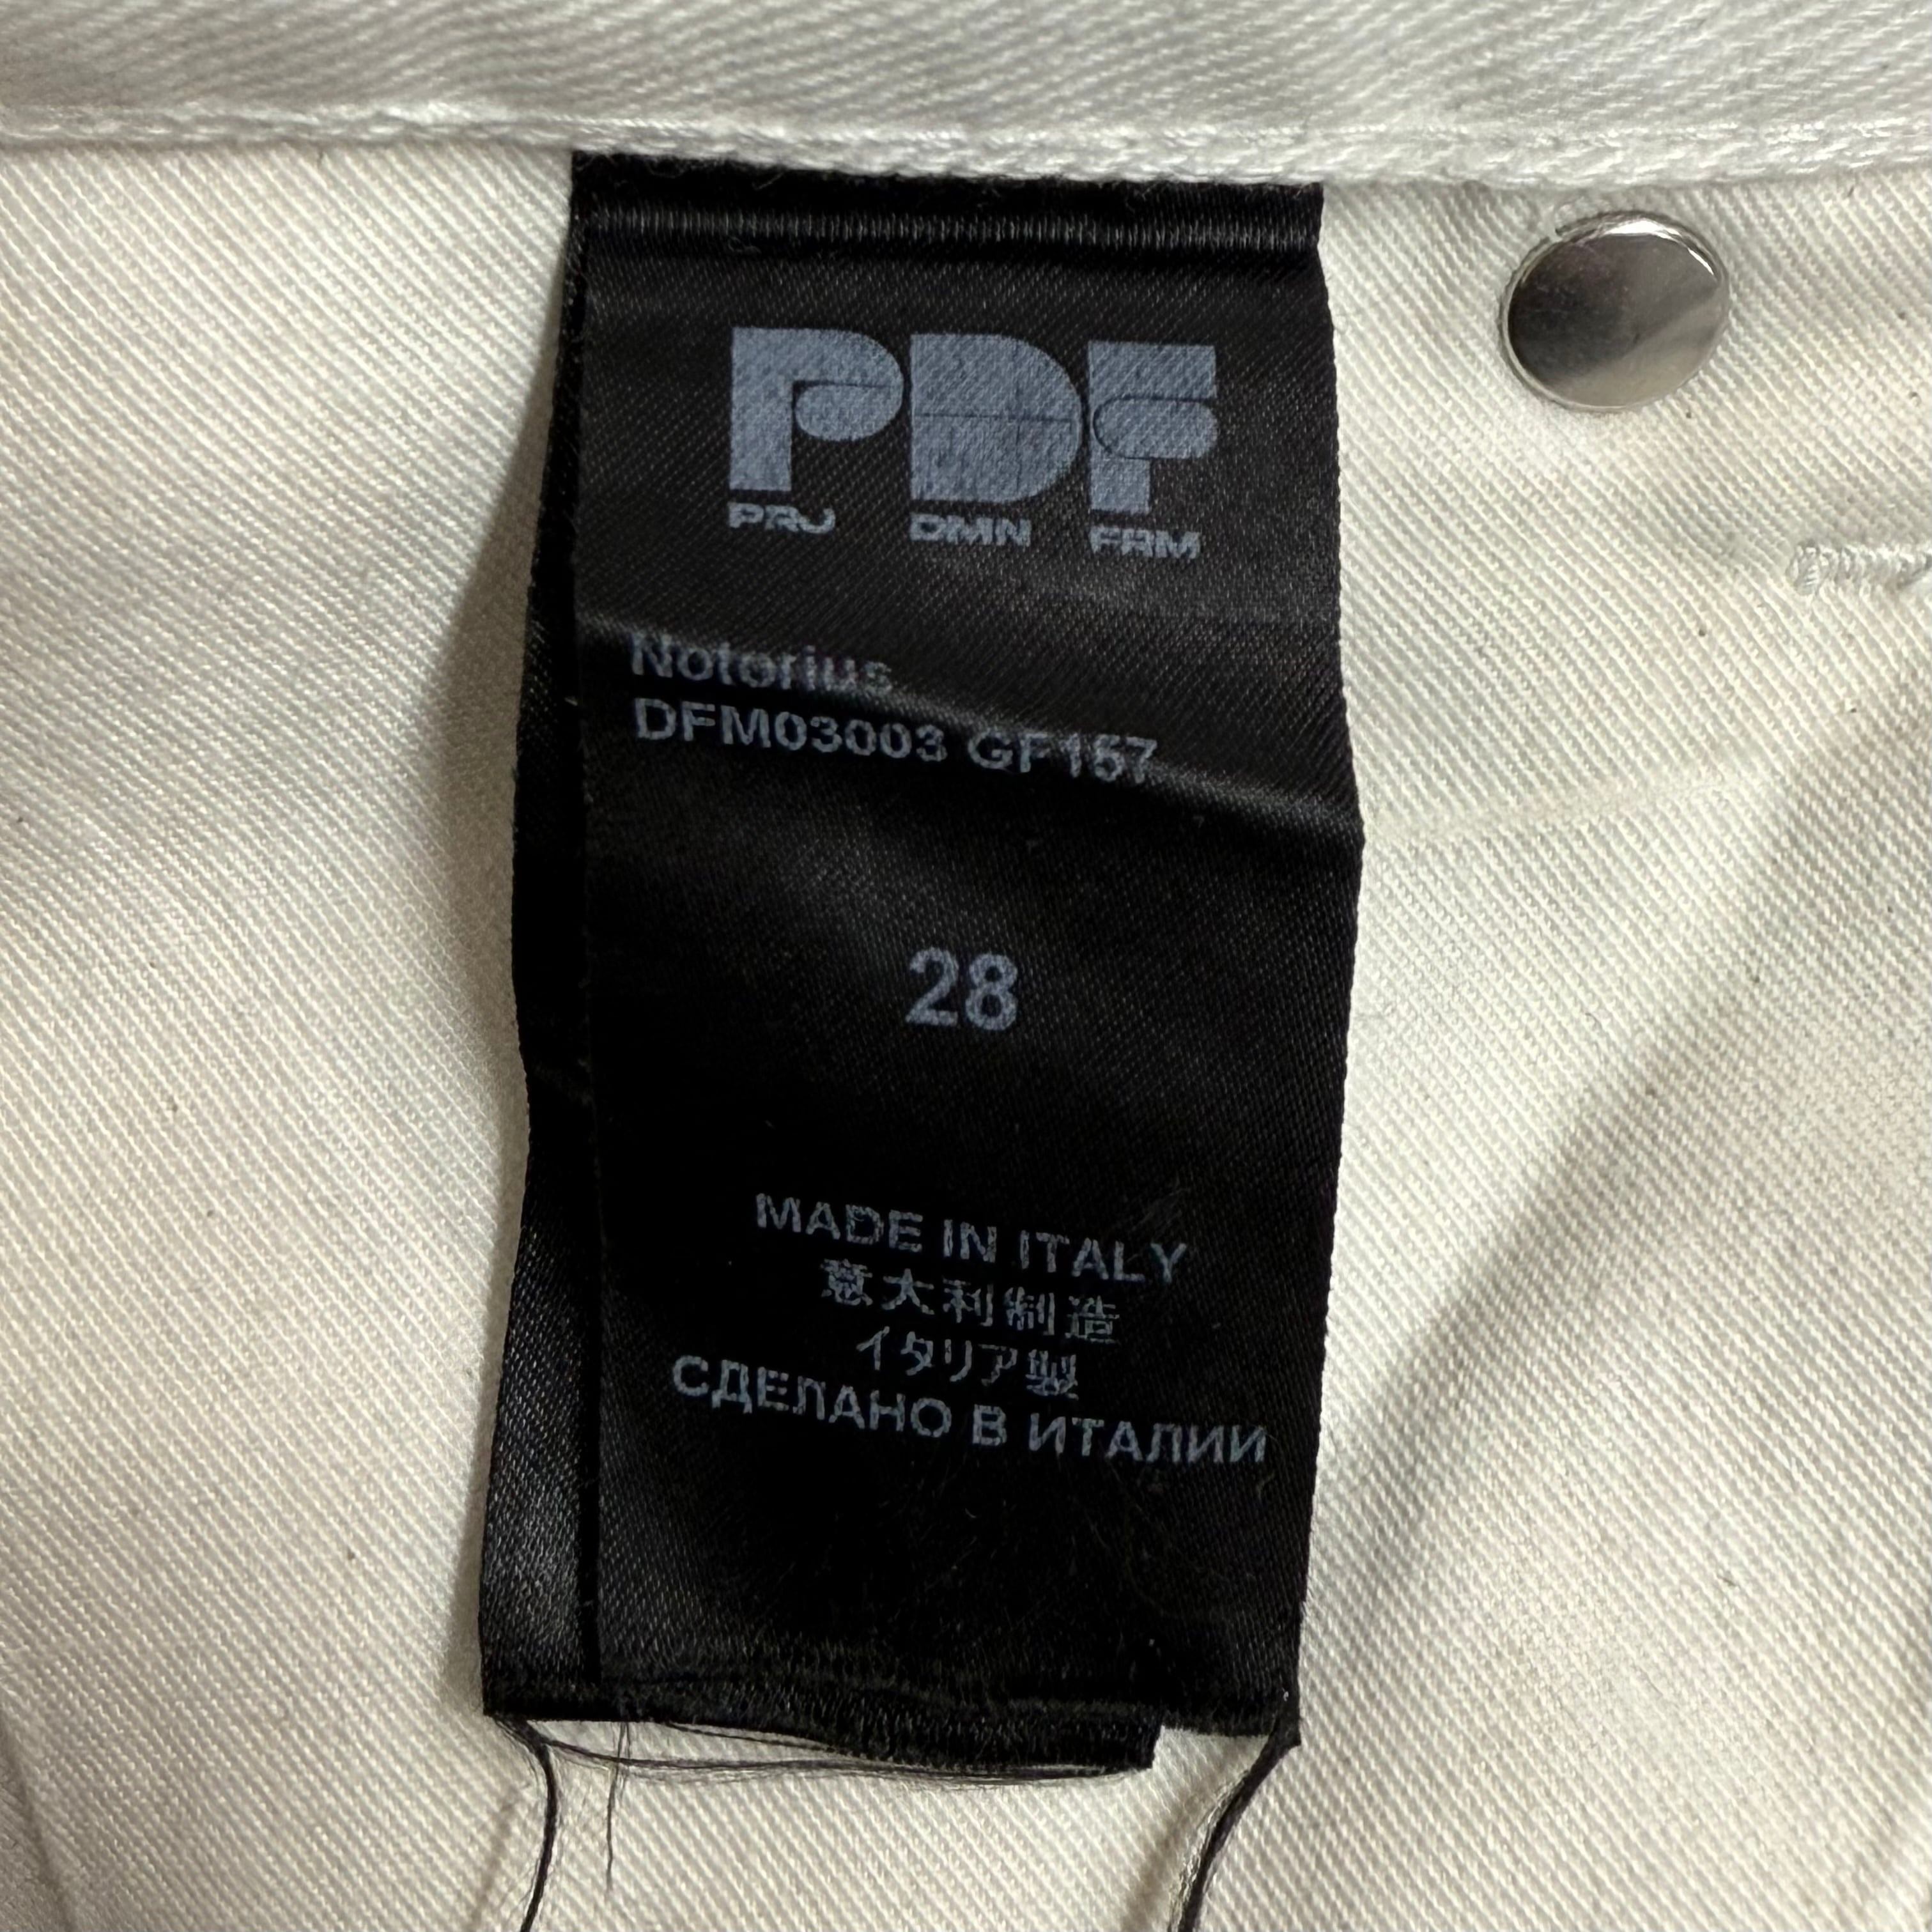 PDF
PRJ DMN FRM
Notorius
DFM03003 GF157
28
MADE IN ITALY
意大利制造
イタリア製
СДЕЛАНО В ИТАЛИИ